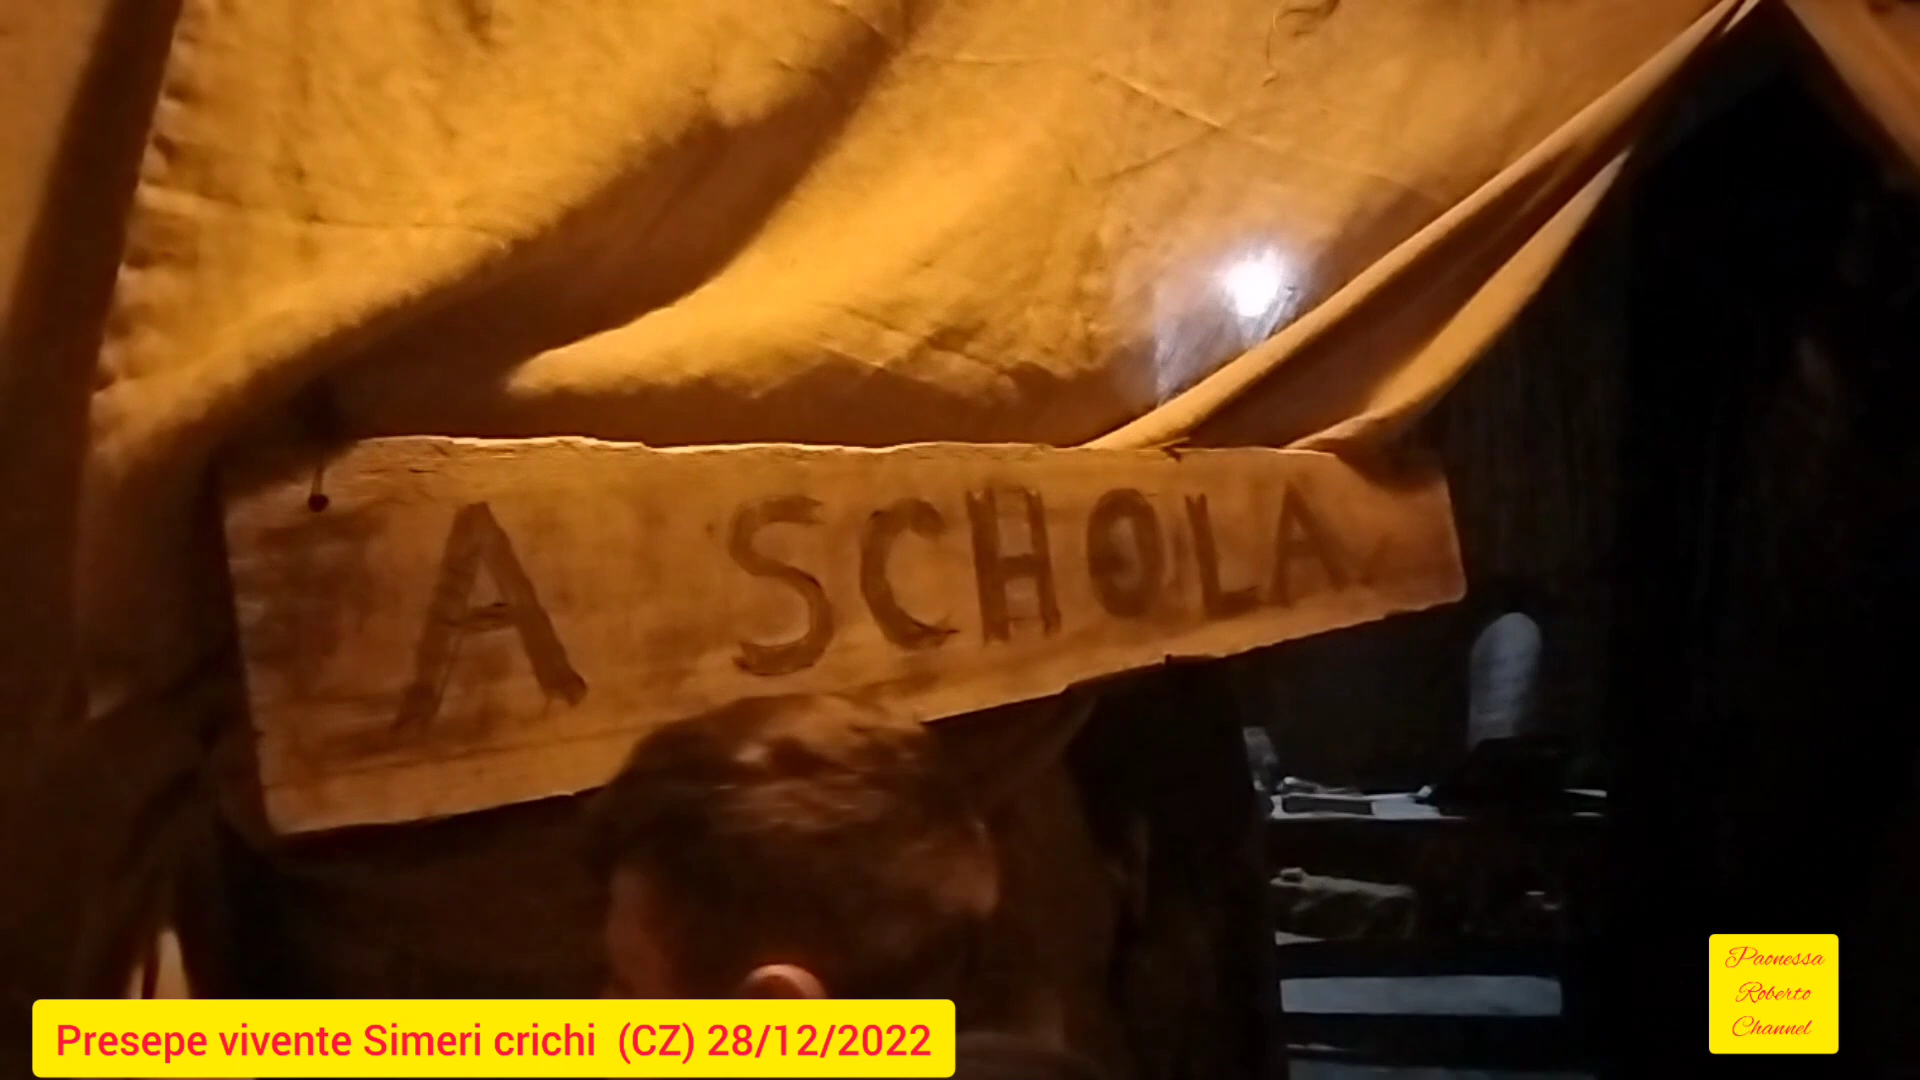 A SCHOLA
Presepe vivente Simeri crichi (CZ) 28/12/2022
Paonessa
Roberto
Channel